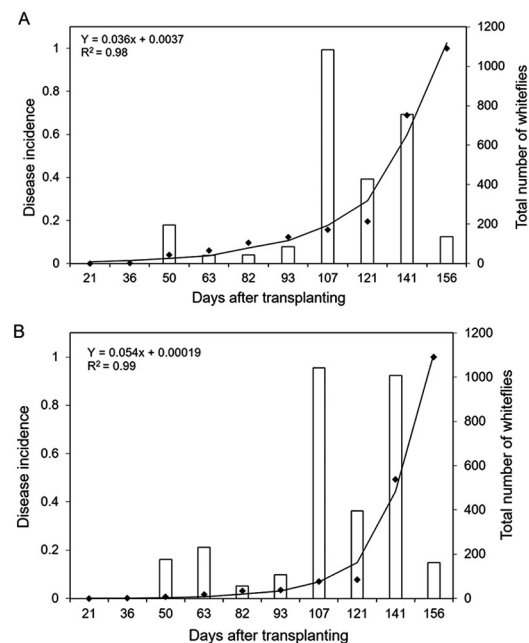 A
Y = 0.036x + 0.0037
R² = 0.98
1
0.8
0.6
0.4
0.2
0
Disease incidence
1200
1000
800
600
400
200
0
Total number of whiteflies
21 36 50 63 82 93 107 121 141 156
Days after transplanting
B
Y = 0.054x + 0.00019
R² = 0.99
1
0.8
0.6
0.4
0.2
0
Disease incidence
1200
1000
800
600
400
200
0
Total number of whiteflies
21 36 50 63 82 93 107 121 141 156
Days after transplanting